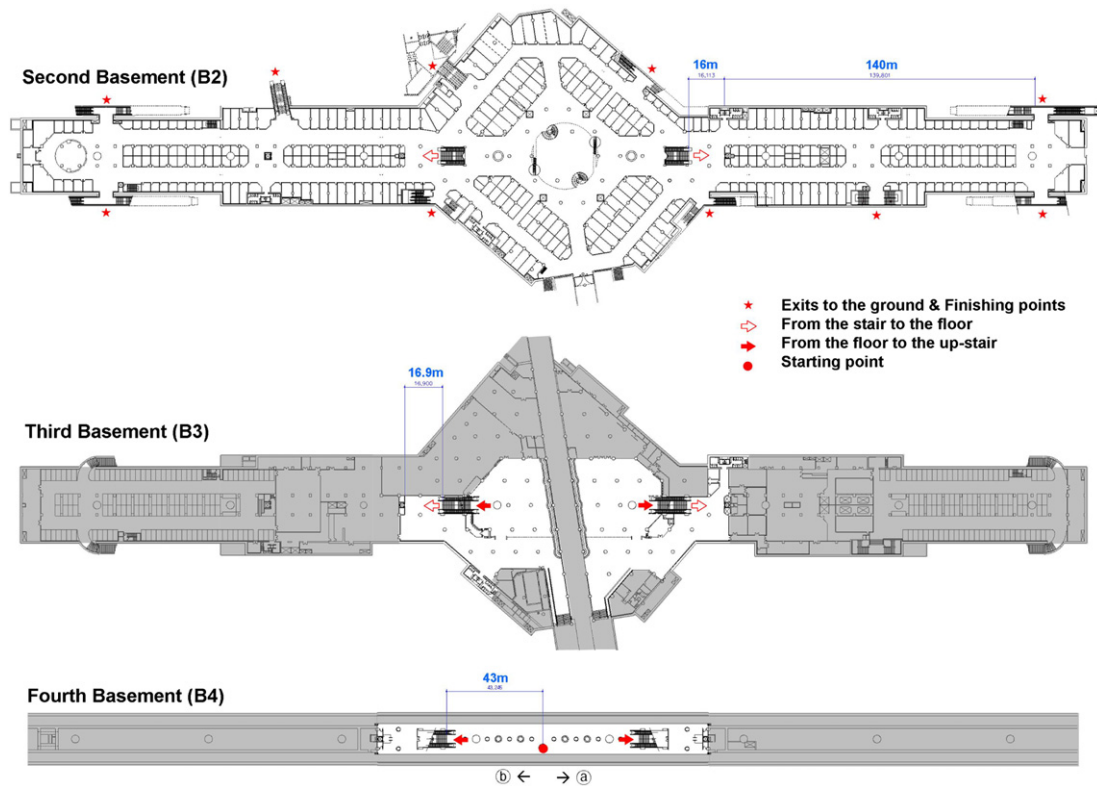 Second Basement (B2)
16m
16,113
140m
139,801
Exits to the ground & Finishing points
From the stair to the floor
From the floor to the up-stair
Starting point
16.9m
16,900
Third Basement (B3)
Fourth Basement (B4)
43m
ⓑ ← → ⓐ